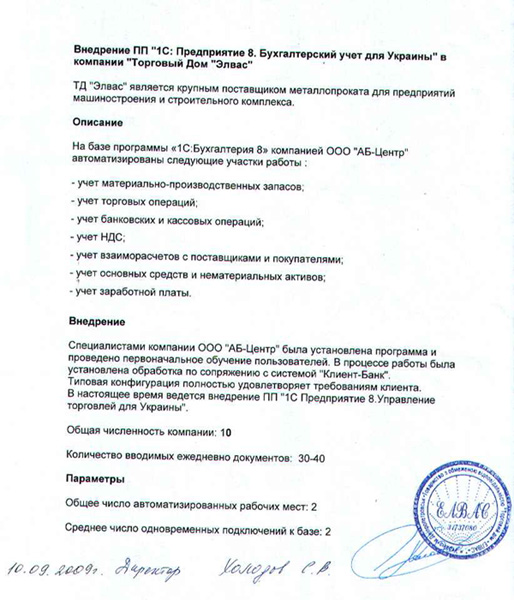 Внедрение ПП "1С: Предприятие 8. Бухгалтерский учет для Украины" в
компании "Торговый Дом "Элвас"
ТД "Элвас" является крупным поставщиком металлопроката для предприятий
машиностроения и строительного комплекса.
Описание
На базе программы «1С:Бухгалтерия 8» компанией ООО "АБ-Центр"
автоматизированы следующие участки работы :
- учет материально-производственных запасов;
- учет торговых операций;
- учет банковских и кассовых операций;
- учет НДС;
- учет взаиморасчетов с поставщиками и покупателями;
- учет основных средств и нематериальных активов;
- учет заработной платы.
Внедрение
Специалистами компании ООО "АБ-Центр" была установлена программа и
проведено первоначальное обучение пользователей. В процессе работы была
установлена обработка по сопряжению с системой "Клиент-Банк".
Типовая конфигурация полностью удовлетворяет требованиям клиента.
В настоящее время ведется внедрение ПП "1С Предприятие 8.Управление
торговлей для Украины".
Общая численность компании: 10
Количество вводимых ежедневно документов: 30-40
Параметры
Общее число автоматизированных рабочих мест: 2
Среднее число одновременных подключений к базе: 2
ЕЛВАС
10.09.2009г. Директор Холодов С.В.